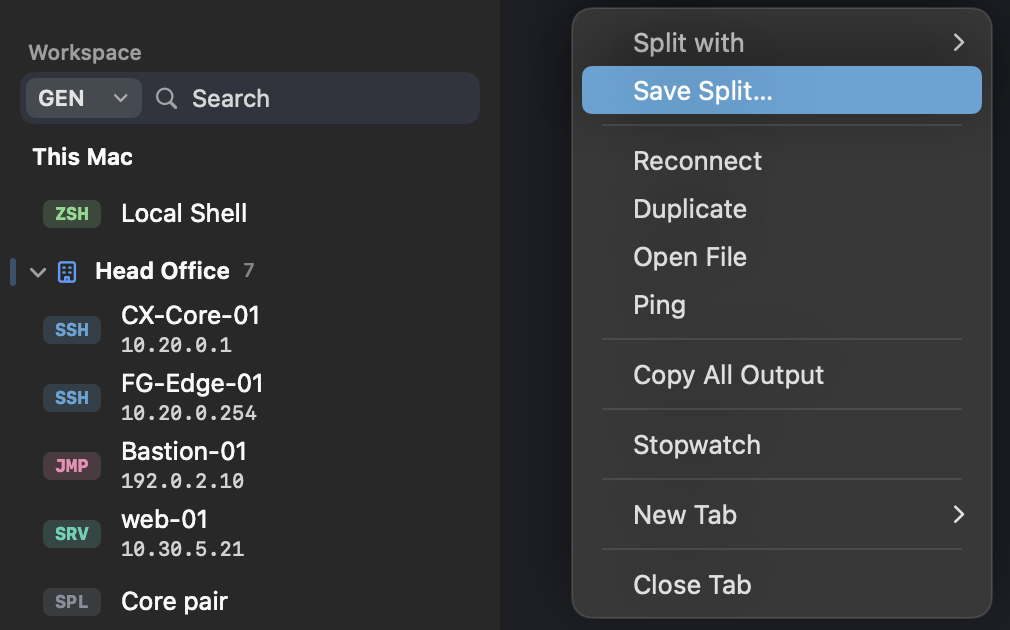 Workspace
GEN
Search
This Mac
ZSH Local Shell
Head Office 7
SSH CX-Core-01
10.20.0.1
SSH FG-Edge-01
10.20.0.254
JMP Bastion-01
192.0.2.10
SRV web-01
10.30.5.21
SPL Core pair
Split with
Save Split...
Reconnect
Duplicate
Open File
Ping
Copy All Output
Stopwatch
New Tab
Close Tab